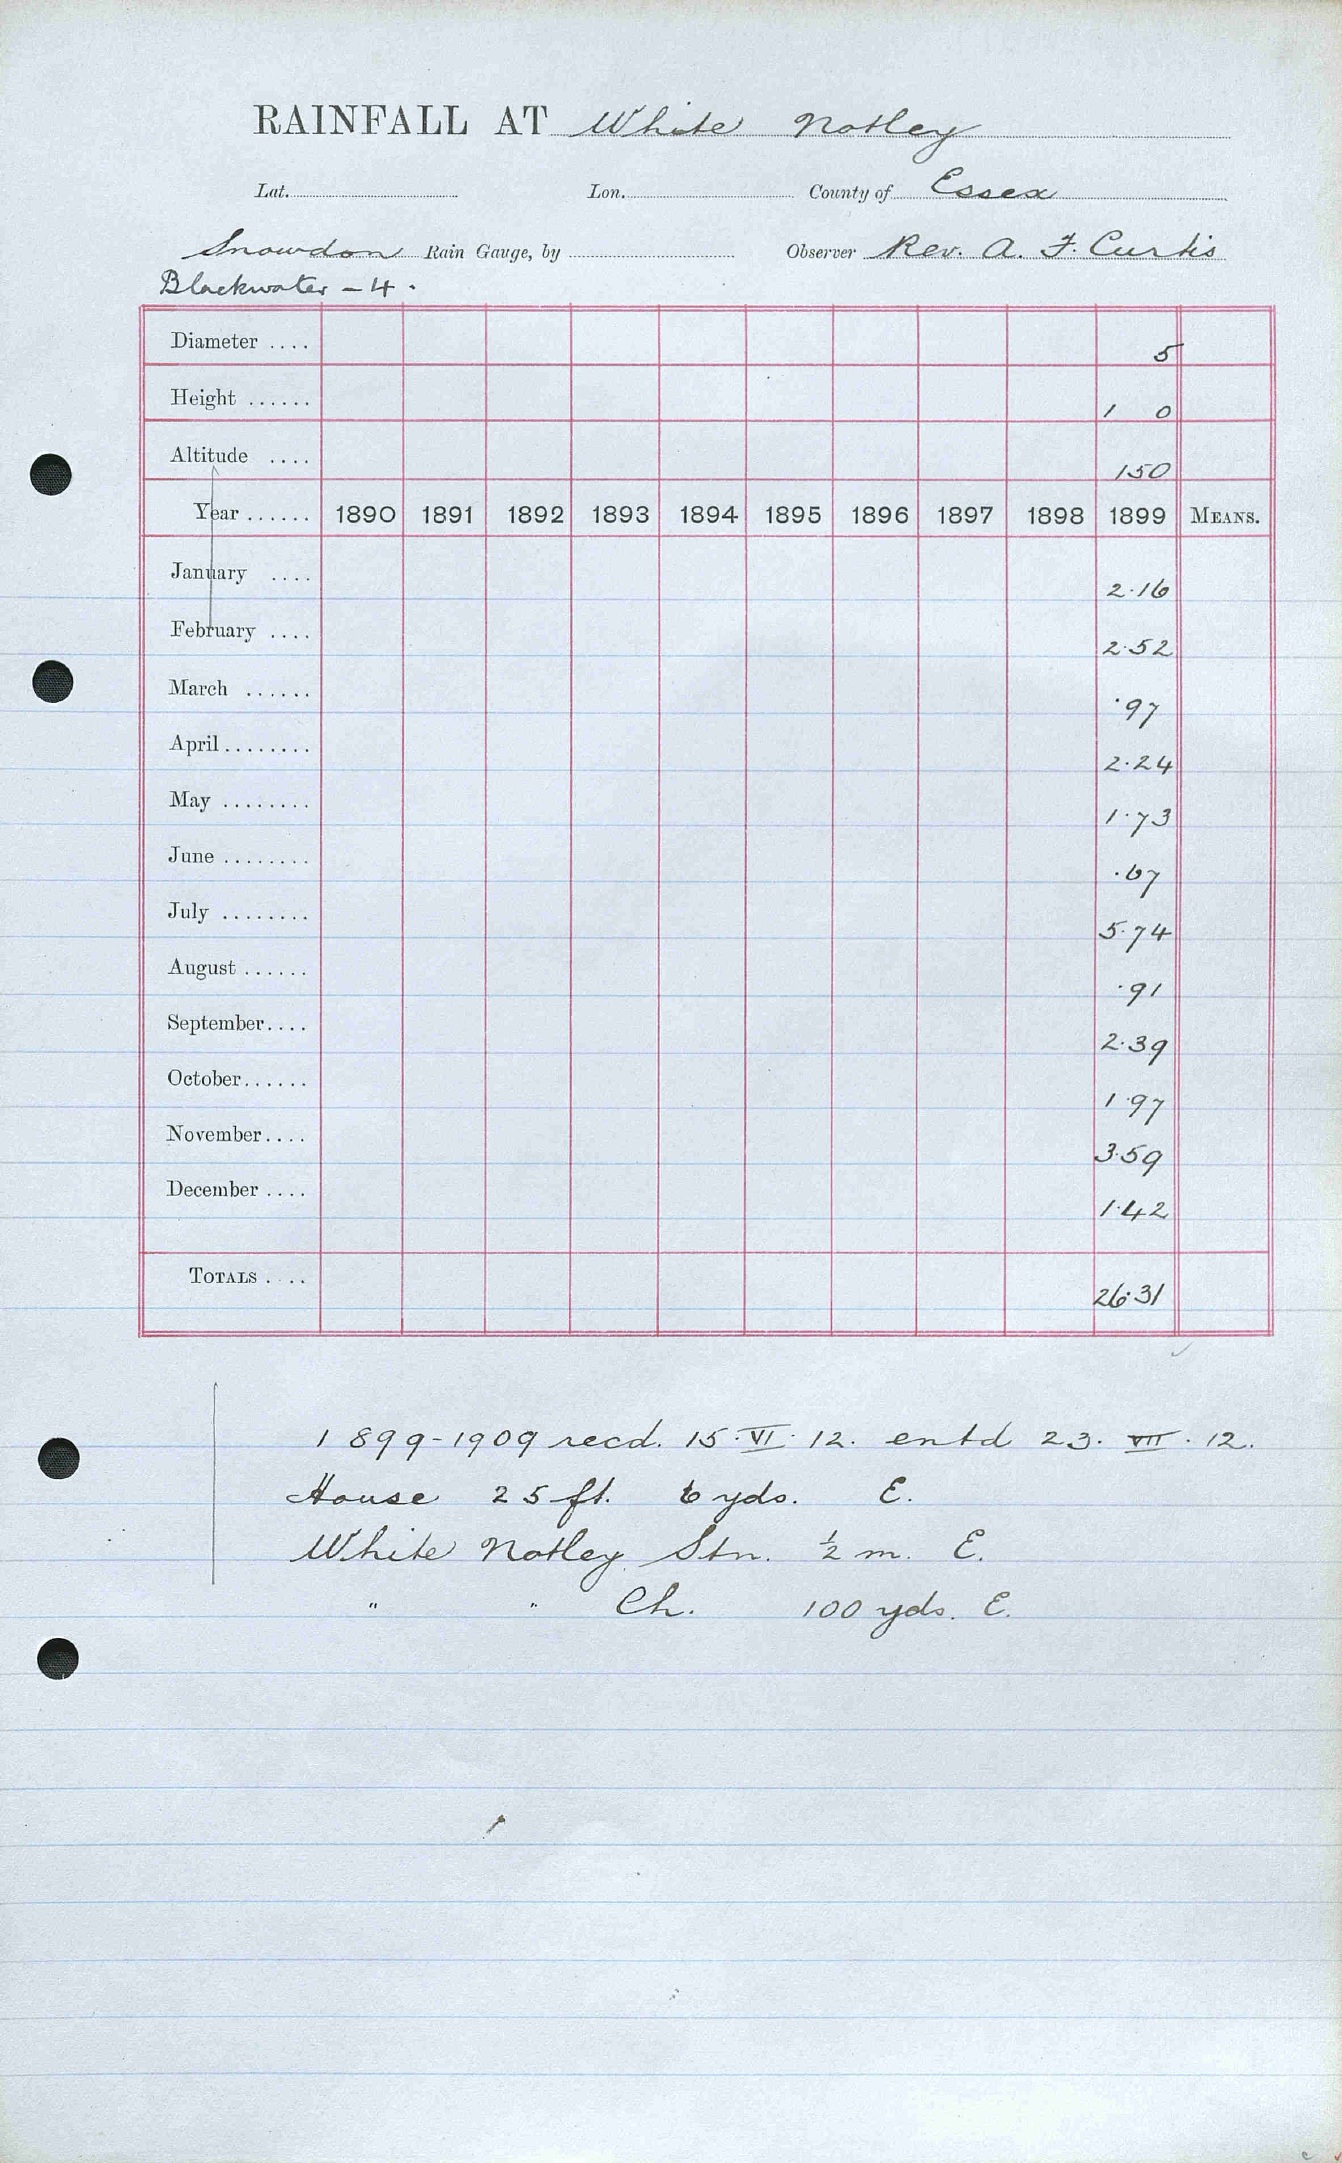 RAINFALL AT White Notley
Lat. Lon. County of Essex
Snowdon Rain Gauge, by Observer Rev. A. F. Curtis
Blackwater – 4.
Diameter .... 5
Height ...... 1 0
Altitude .... 150
Year ...... 1890 1891 1892 1893 1894 1895 1896 1897 1898 1899 MEANS.
January .... 2.16
February .... 2.52
March ...... .97
April ........ 2.24
May ........ 1.73
June ........ .67
July ........ 5.74
August ...... .91
September .... 2.39
October ...... 1.97
November .... 3.59
December .... 1.42
TOTALS .... 26.31
1899-1909 recd. 15.VI.12. entd 23.VII.12.
House 25 ft. 6 yds. E.
White Notley Stn. ½ m. E.
" " Ch. 100 yds. E.